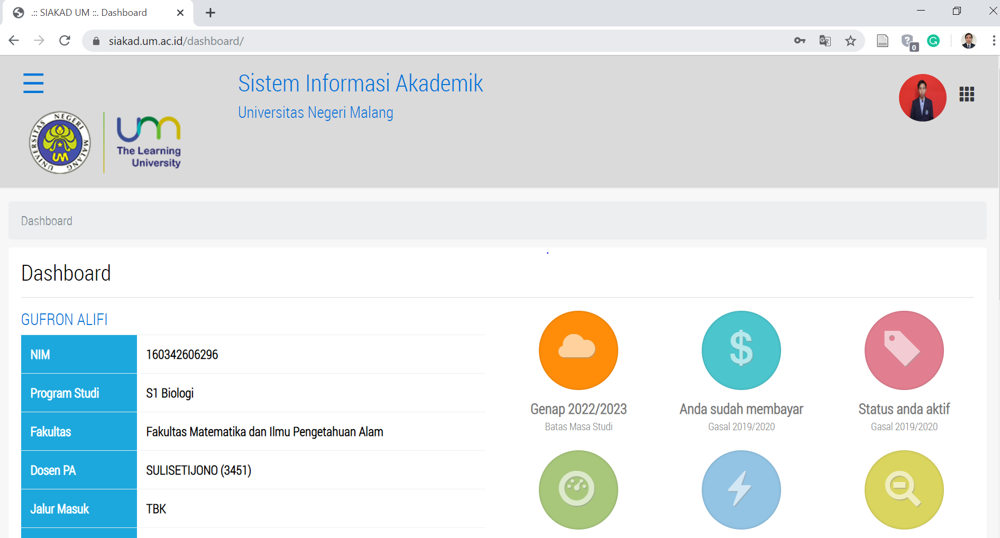 .:: SIAKAD UM ::. Dashboard
siakad.um.ac.id/dashboard/
0
Sistem Informasi Akademik
Universitas Negeri Malang
UNIVERSITAS NEGERI MALANG
UM
um
The Learning
University
Dashboard
Dashboard
GUFRON ALIFI
NIM 160342606296
Program Studi S1 Biologi
Fakultas Fakultas Matematika dan Ilmu Pengetahuan Alam
Dosen PA SULISETIJONO (3451)
Jalur Masuk TBK
$
Genap 2022/2023
Batas Masa Studi
Anda sudah membayar
Gasal 2019/2020
Status anda aktif
Gasal 2019/2020